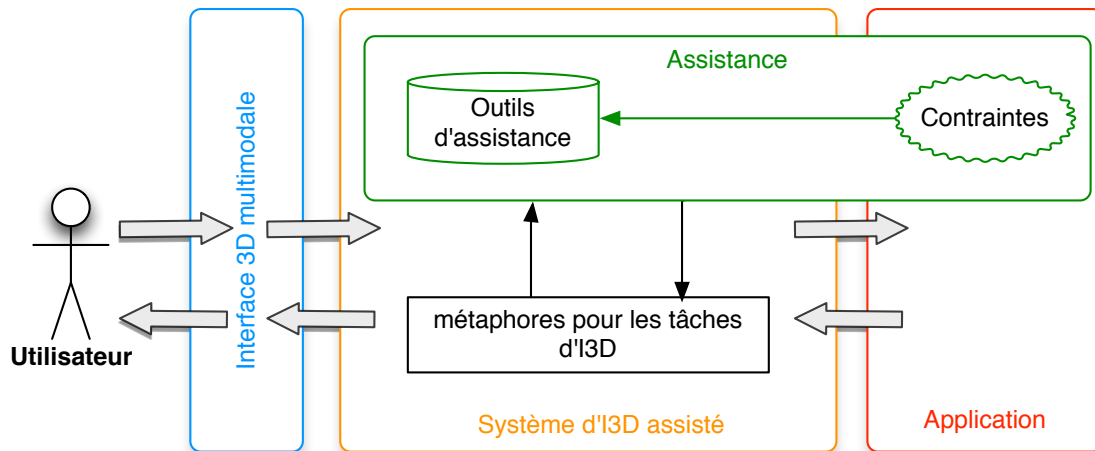 Assistance
Outils
d'assistance
Contraintes
Interface 3D multimodale
métaphores pour les tâches
d'I3D
Utilisateur
Système d'I3D assisté
Application